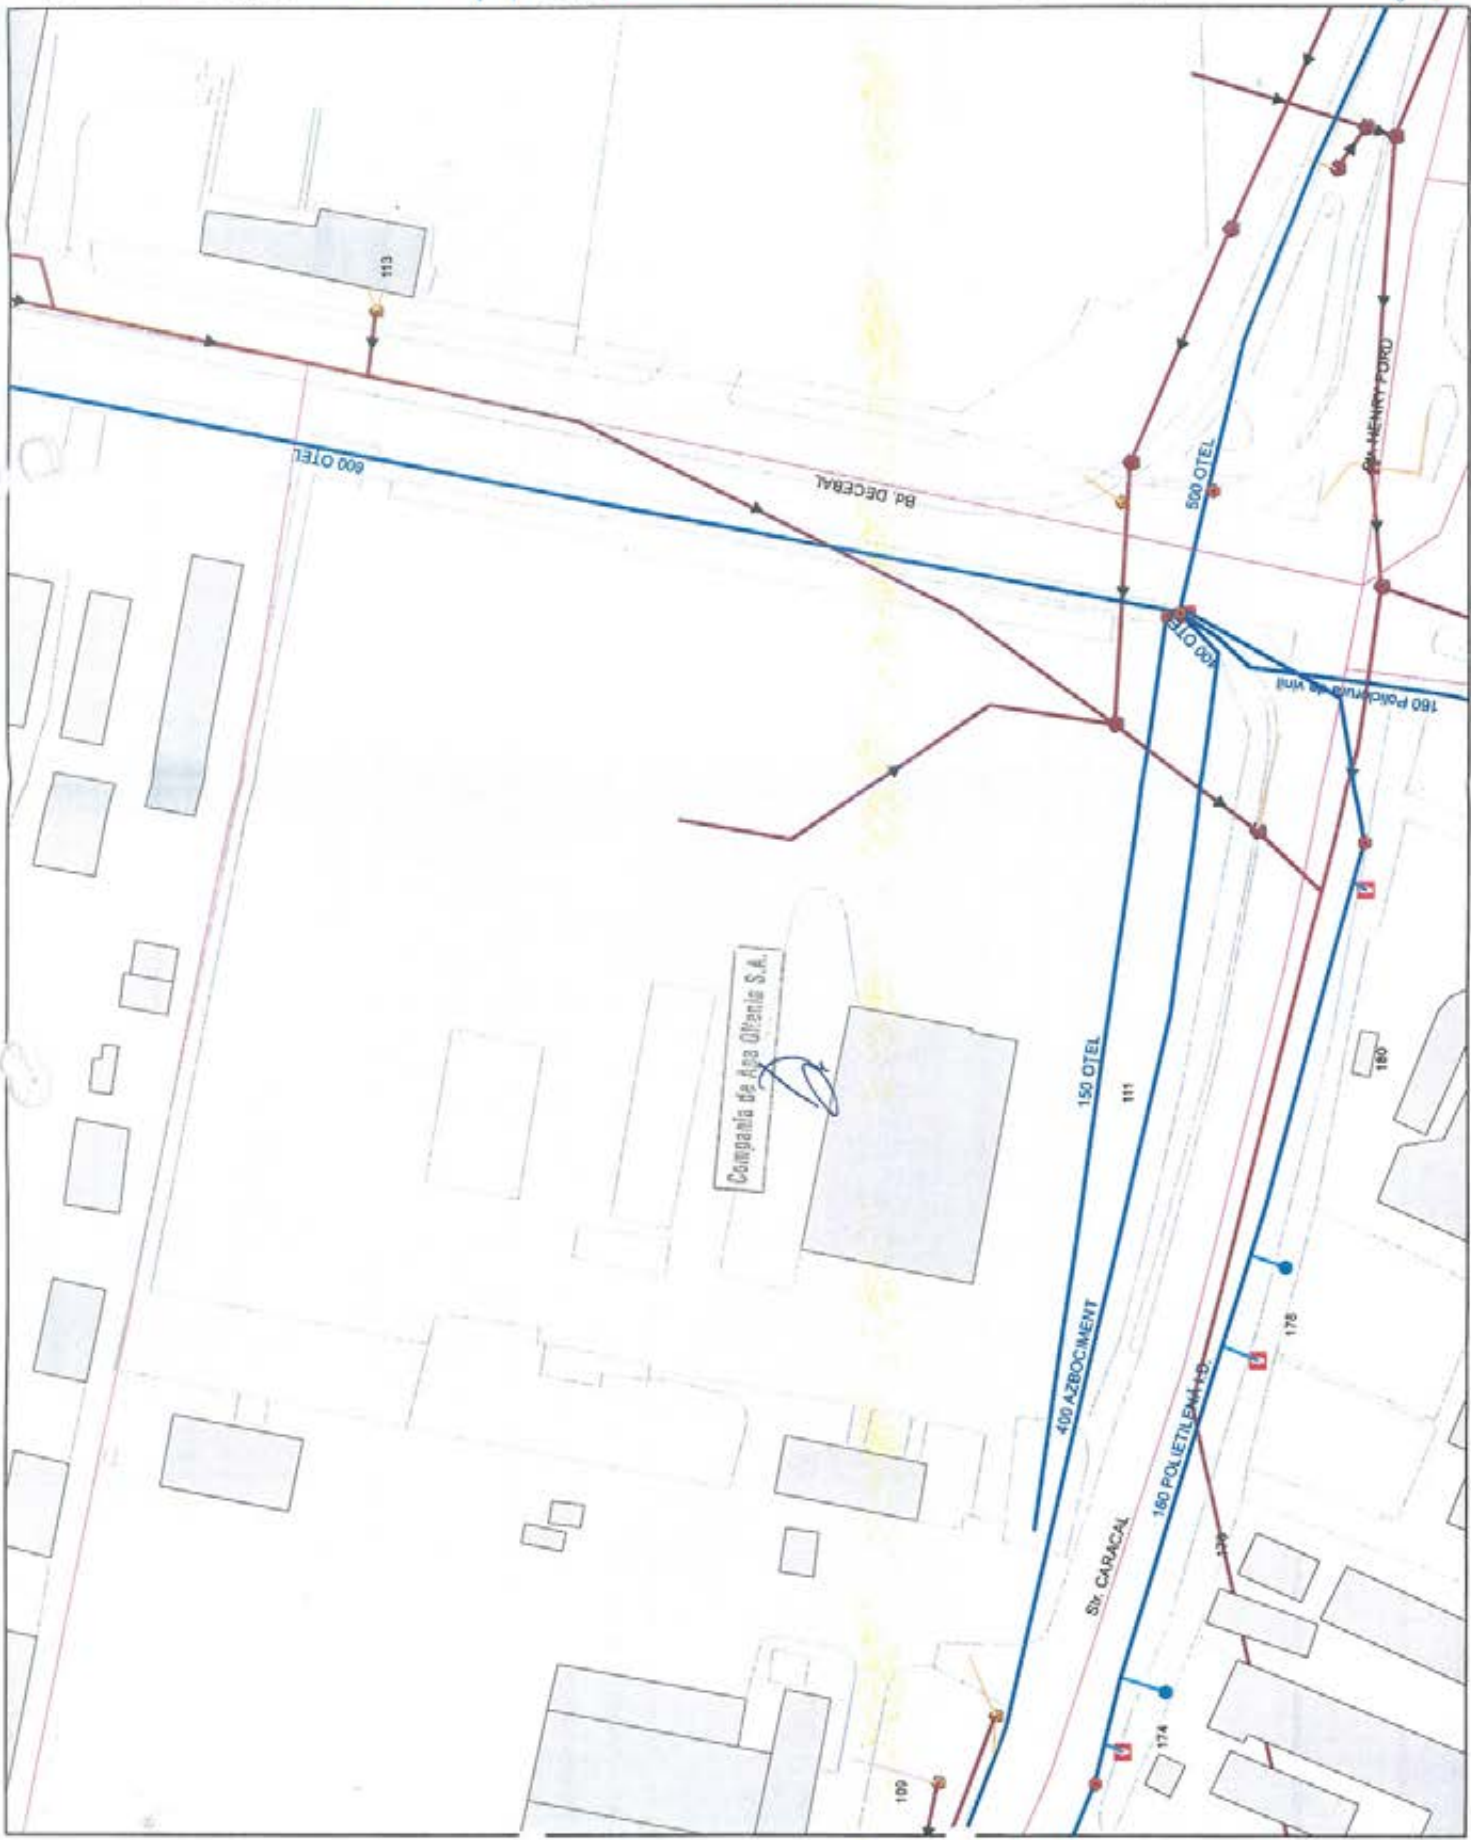 113
600 OTEL
Bd. DECEBAL
500 OTEL
HENRY FORD
400 OTEL
160 Policlorura de vinil
Compania de Apa Oltenia S.A.
150 OTEL
111
180
400 AZBOCIMENT
178
160 POLIETILENA I.D.
Str. CARACAL
176
174
109